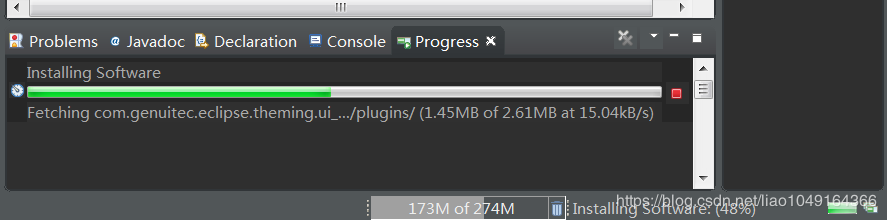 Problems @ Javadoc Declaration Console Progress
Installing Software
Fetching com.genuitec.eclipse.theming.ui_.../plugins/ (1.45MB of 2.61MB at 15.04kB/s)
173M of 274M Installing Software: (48%)
https://blog.csdn.net/liao1049164366